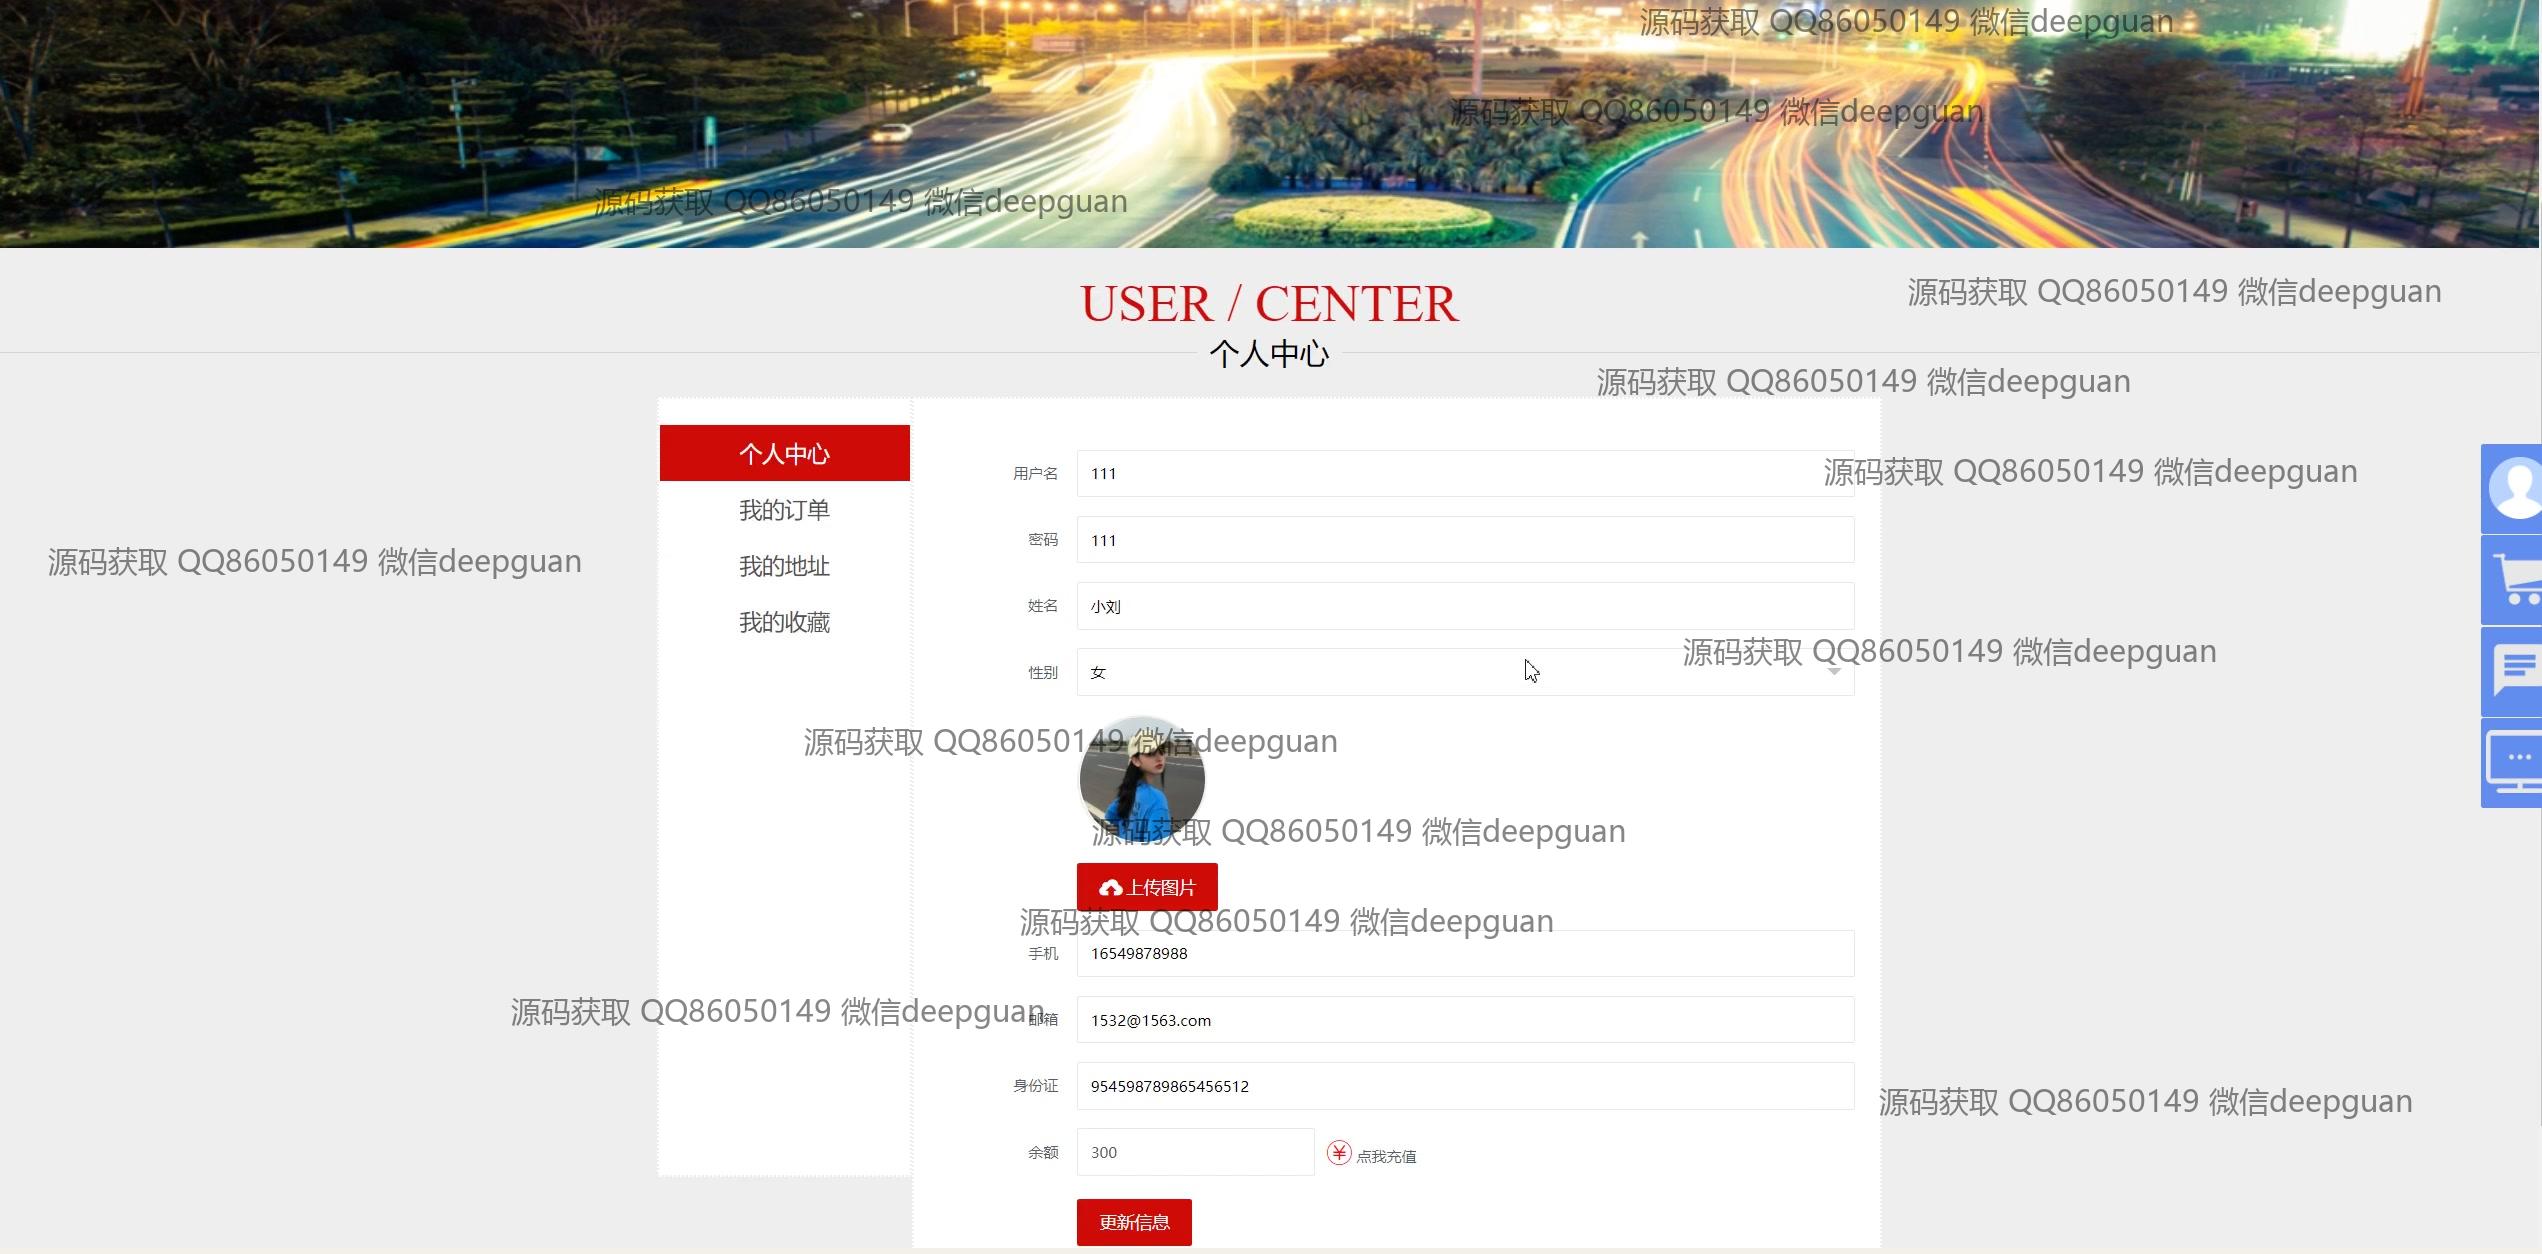 源码获取 QQ86050149 微信deepguan
源码获取 QQ86050149 微信deepguan
源码获取 QQ86050149 微信deepguan
源码获取 QQ86050149 微信deepguan
USER / CENTER
个人中心
源码获取 QQ86050149 微信deepguan
个人中心
用户名 111
源码获取 QQ86050149 微信deepguan
我的订单
密码 111
我的地址
源码获取 QQ86050149 微信deepguan
姓名 小刘
我的收藏
源码获取 QQ86050149 微信deepguan
性别 女
源码获取 QQ86050149 微信deepguan
源码获取 QQ86050149 微信deepguan
上传图片
源码获取 QQ86050149 微信deepguan
手机 16549878988
源码获取 QQ86050149 微信deepguan
邮箱 1532@1563.com
身份证 954598789865456512
源码获取 QQ86050149 微信deepguan
余额 300 点我充值
更新信息